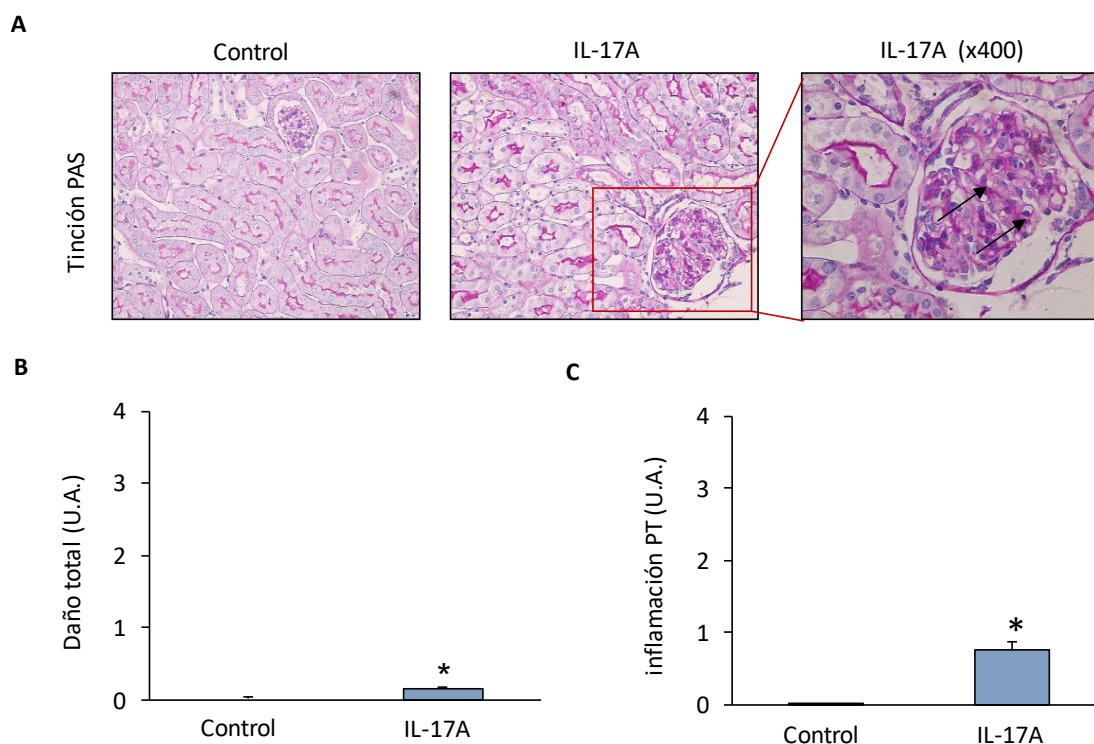 A
Control
IL-17A
IL-17A (x400)
Tinción PAS
B
Daño total (U.A.)
4
3
2
1
0
*
Control
IL-17A
C
inflamación PT (U.A.)
4
3
2
1
0
*
Control
IL-17A